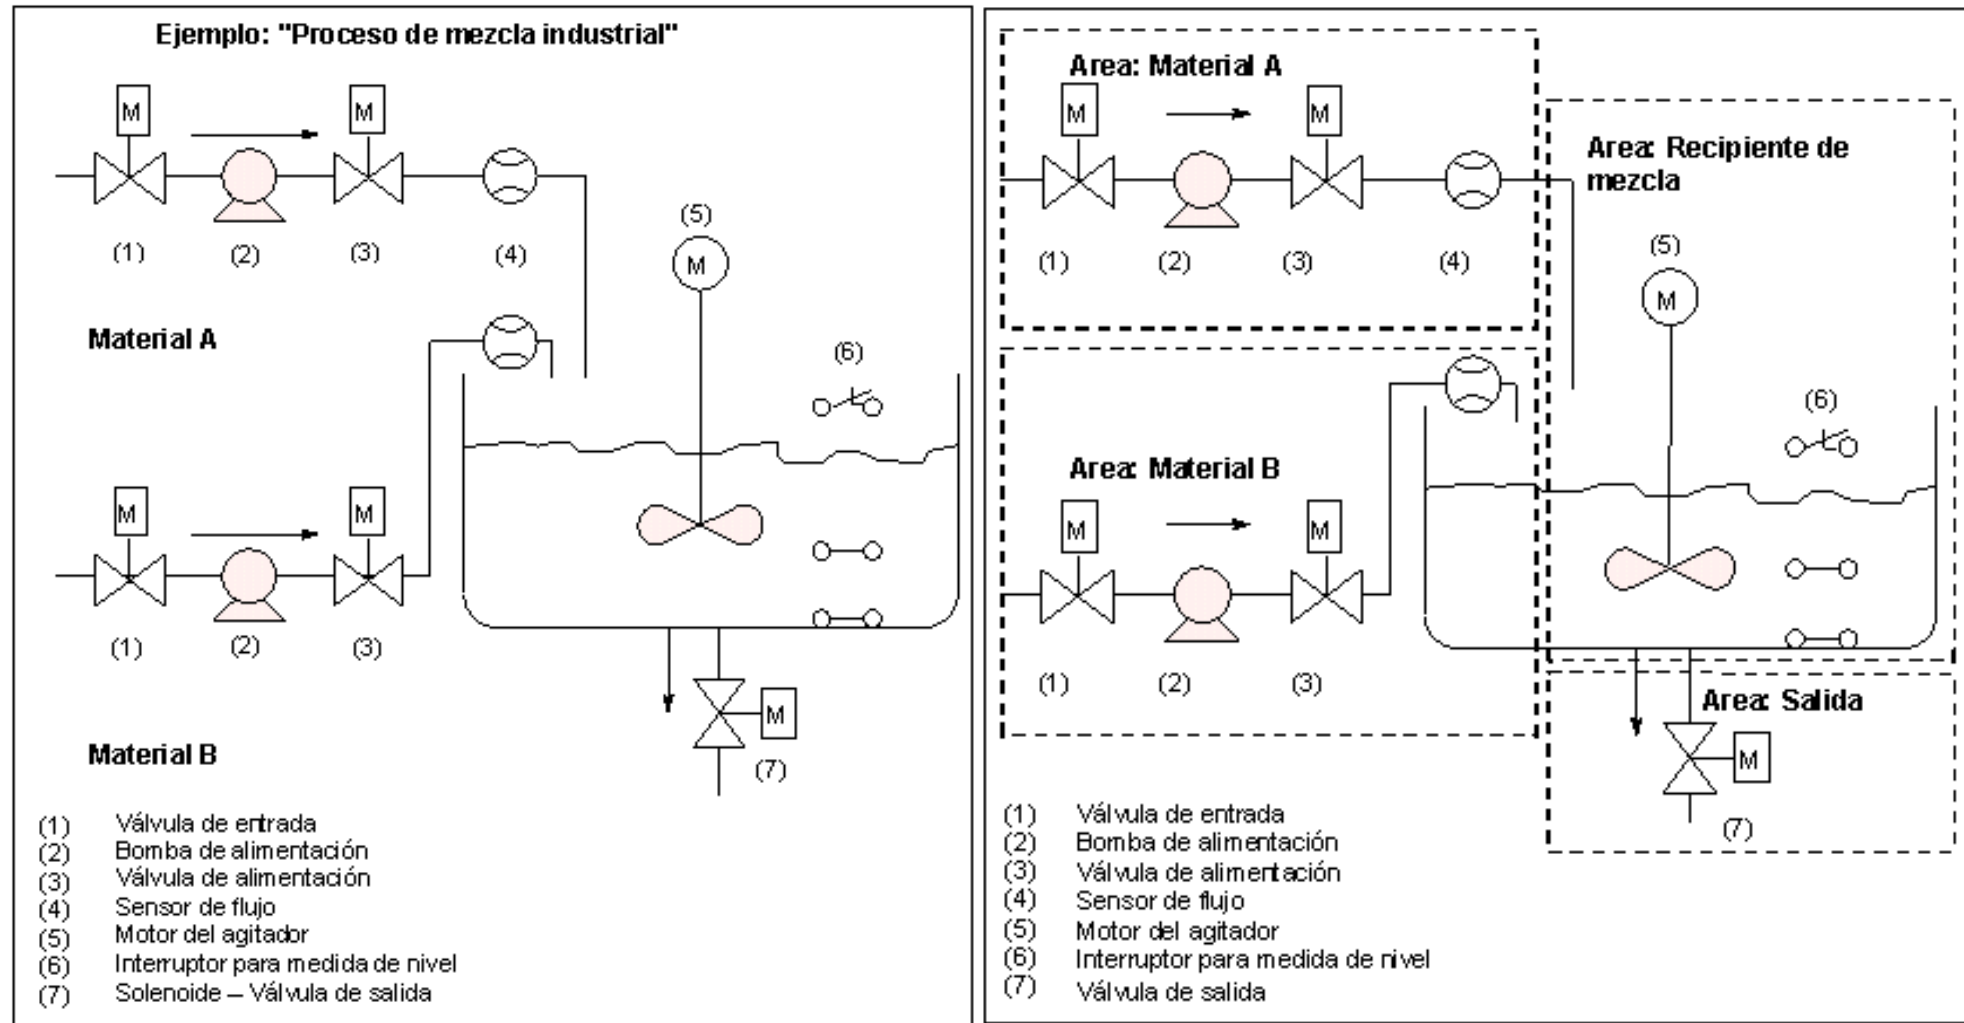 Ejemplo: "Proceso de mezcla industrial"
M
M
(1)
(2)
(3)
(4)
(5)
M
Material A
(6)
M
M
(1)
(2)
(3)
M
(7)
Material B
(1) Válvula de entrada
(2) Bomba de alimentación
(3) Válvula de alimentación
(4) Sensor de flujo
(5) Motor del agitador
(6) Interruptor para medida de nivel
(7) Solenoide – Válvula de salida
Area: Material A
M
M
(1)
(2)
(3)
(4)
Area: Recipiente de
mezcla
(5)
M
(6)
Area: Material B
M
M
(1)
(2)
(3)
Area: Salida
M
(7)
(1) Válvula de entrada
(2) Bomba de alimentación
(3) Válvula de alimentación
(4) Sensor de flujo
(5) Motor del agitador
(6) Interruptor para medida de nivel
(7) Válvula de salida